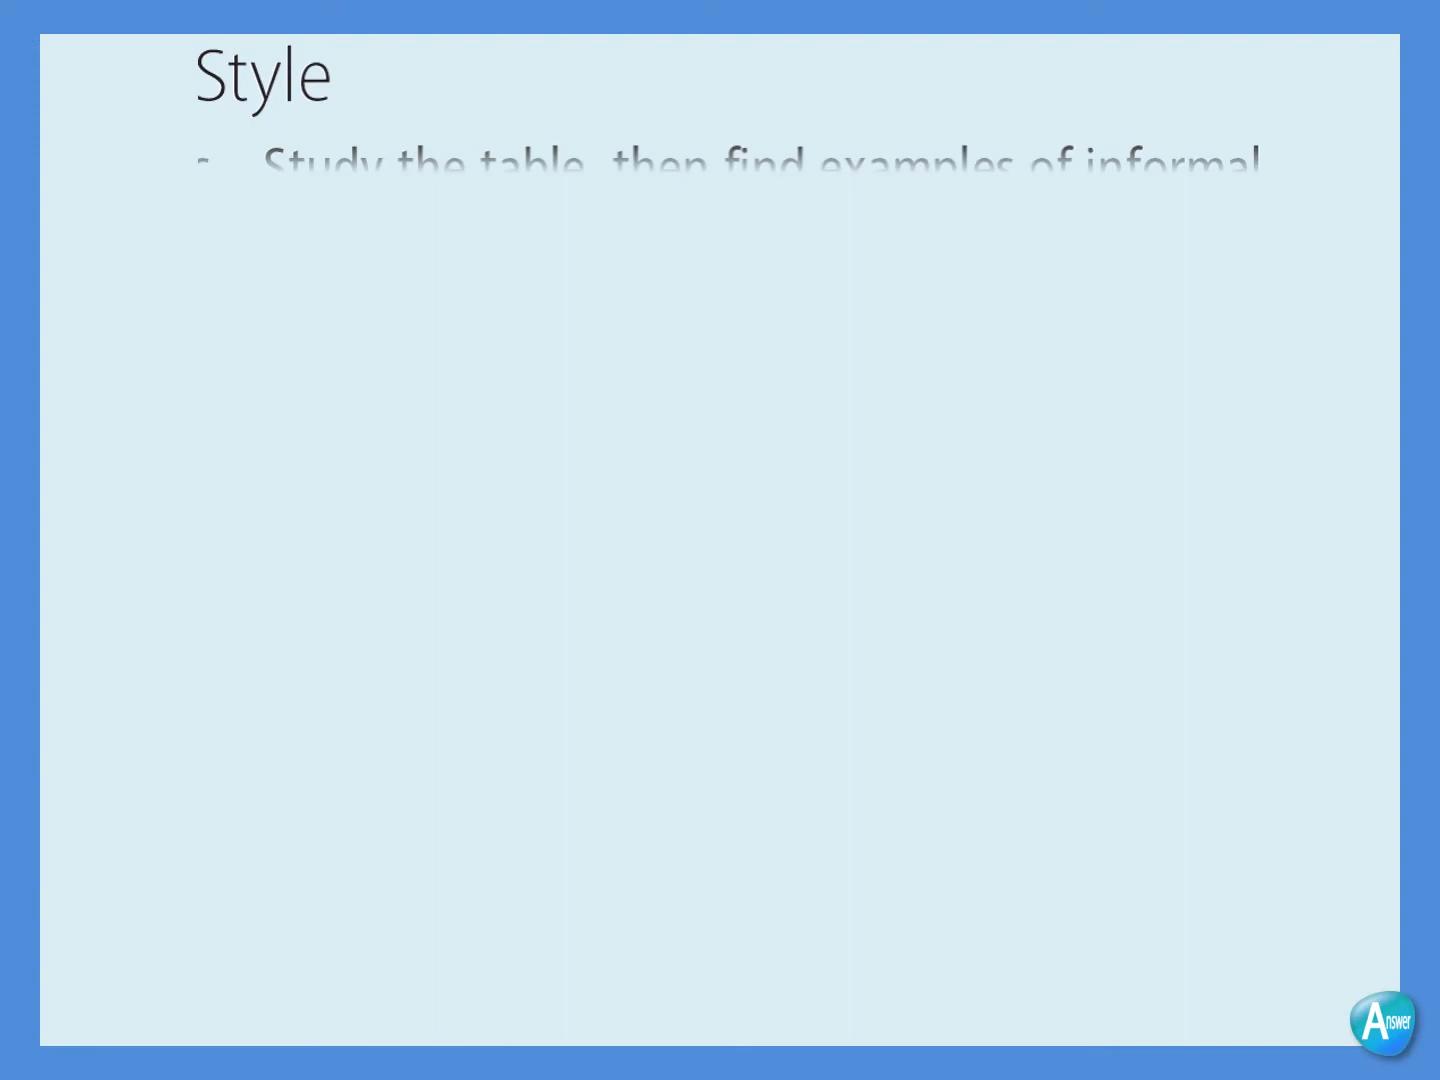 Style
Study the table, then find examples of informal
Answer